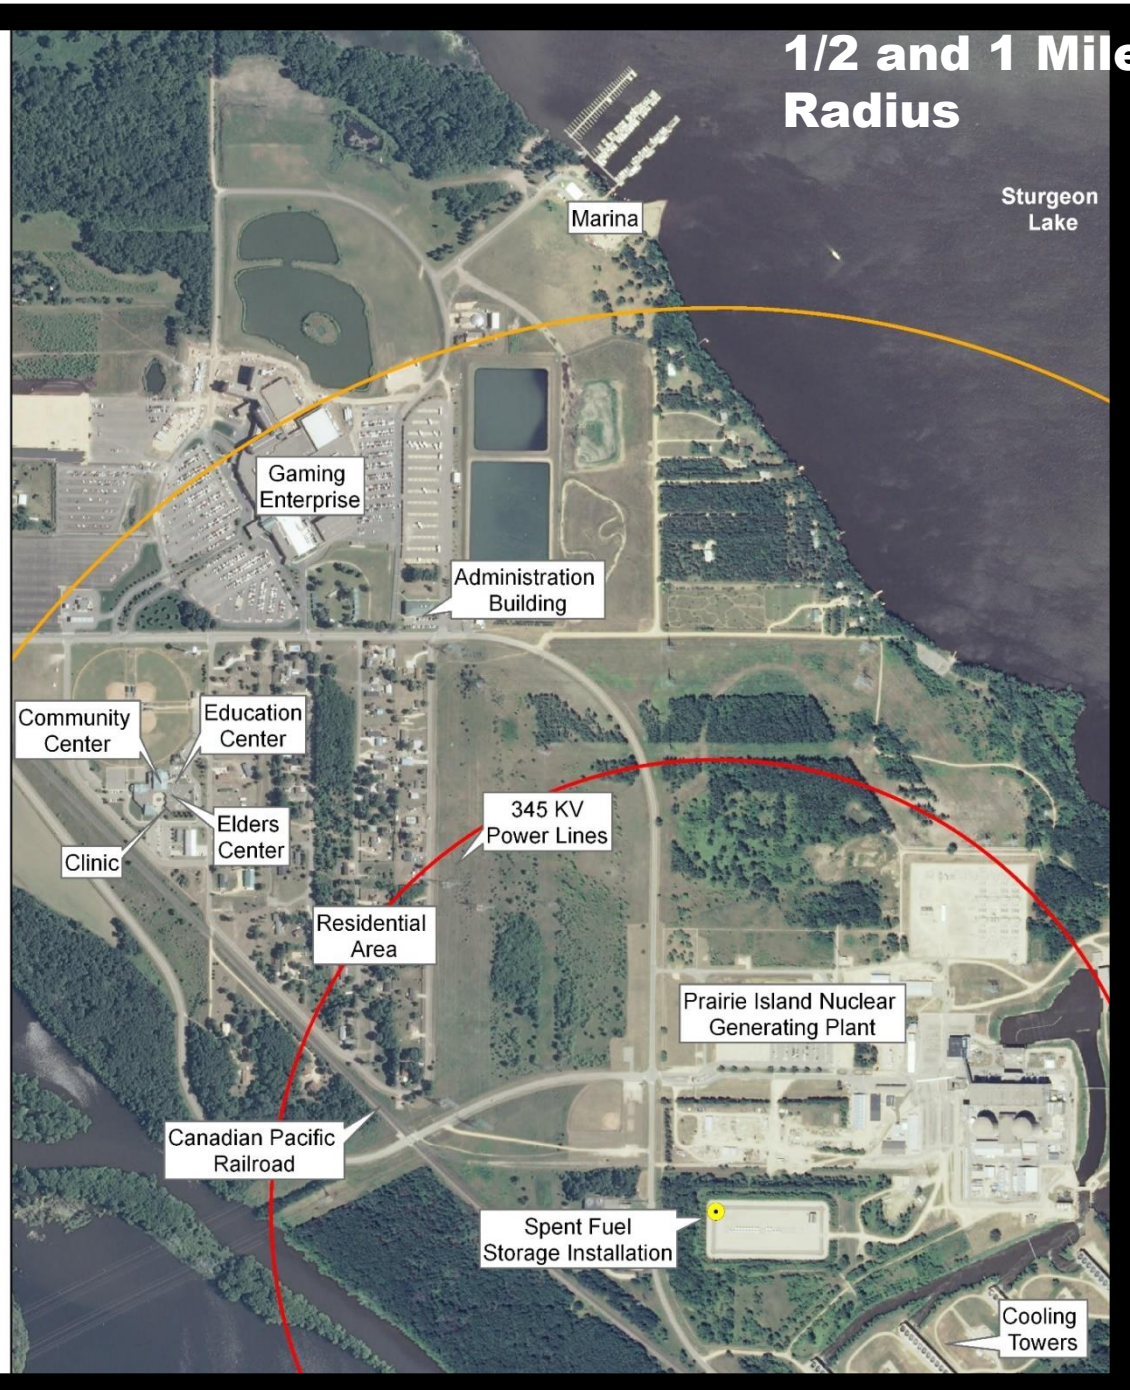 1/2 and 1 Mile
Radius
Sturgeon
Lake
Marina
Gaming
Enterprise
Administration
Building
Community
Center
Education
Center
Elders
Center
Clinic
345 KV
Power Lines
Residential
Area
Prairie Island Nuclear
Generating Plant
Canadian Pacific
Railroad
Spent Fuel
Storage Installation
Cooling
Towers